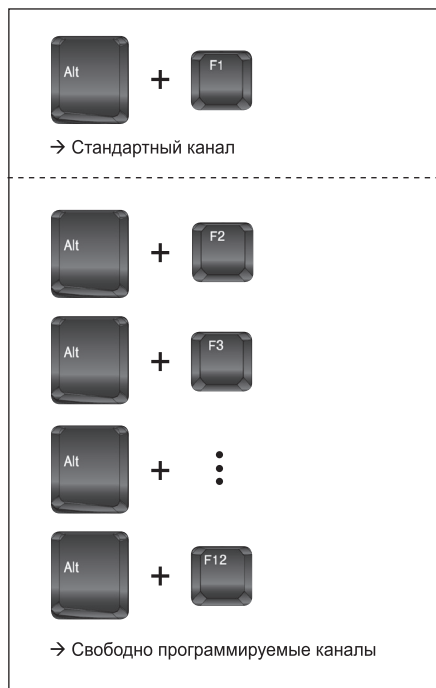 Alt + F1
→ Стандартный канал
Alt + F2
Alt + F3
Alt + ⋮
Alt + F12
→ Свободно программируемые каналы